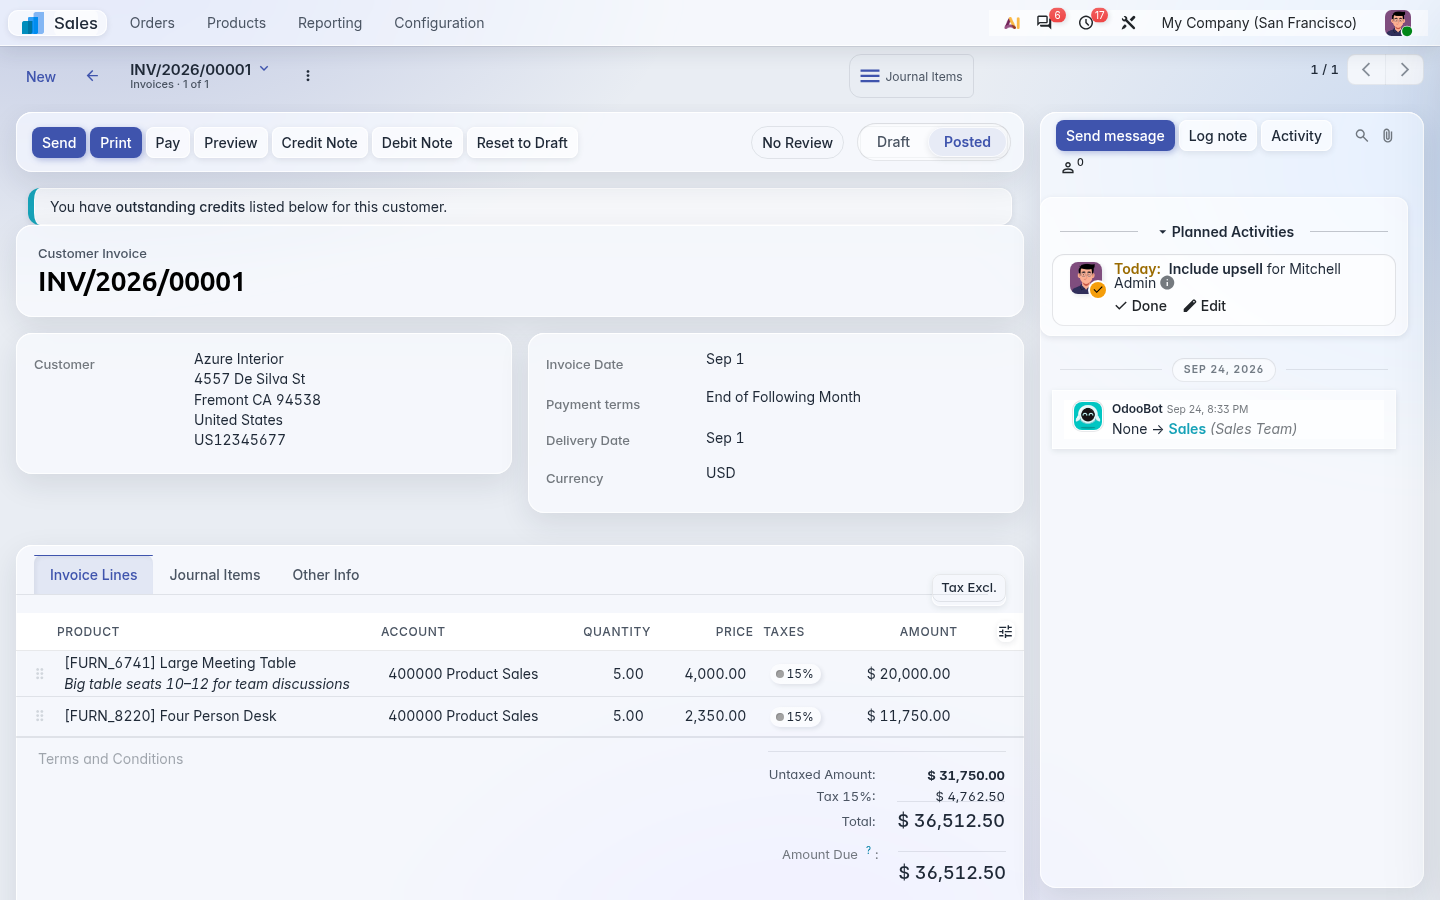 Sales
Orders
Products
Reporting
Configuration
AI
6
17
My Company (San Francisco)
New
INV/2026/00001
Invoices · 1 of 1
Journal Items
1 / 1
Send
Print
Pay
Preview
Credit Note
Debit Note
Reset to Draft
No Review
Draft
Posted
You have outstanding credits listed below for this customer.
Customer Invoice
INV/2026/00001
Customer
Azure Interior
4557 De Silva St
Fremont CA 94538
United States
US12345677
Invoice Date
Sep 1
Payment terms
End of Following Month
Delivery Date
Sep 1
Currency
USD
Invoice Lines
Journal Items
Other Info
Tax Excl.
PRODUCT ACCOUNT QUANTITY PRICE TAXES AMOUNT
[FURN_6741] Large Meeting Table
Big table seats 10–12 for team discussions
400000 Product Sales 5.00 4,000.00 15% $ 20,000.00
[FURN_8220] Four Person Desk 400000 Product Sales 5.00 2,350.00 15% $ 11,750.00
Terms and Conditions
Untaxed Amount: $ 31,750.00
Tax 15%: $ 4,762.50
Total: $ 36,512.50
Amount Due ? : $ 36,512.50
Send message
Log note
Activity
0
Planned Activities
Today: Include upsell for Mitchell
Admin
Done
Edit
SEP 24, 2026
OdooBot Sep 24, 8:33 PM
None → Sales (Sales Team)